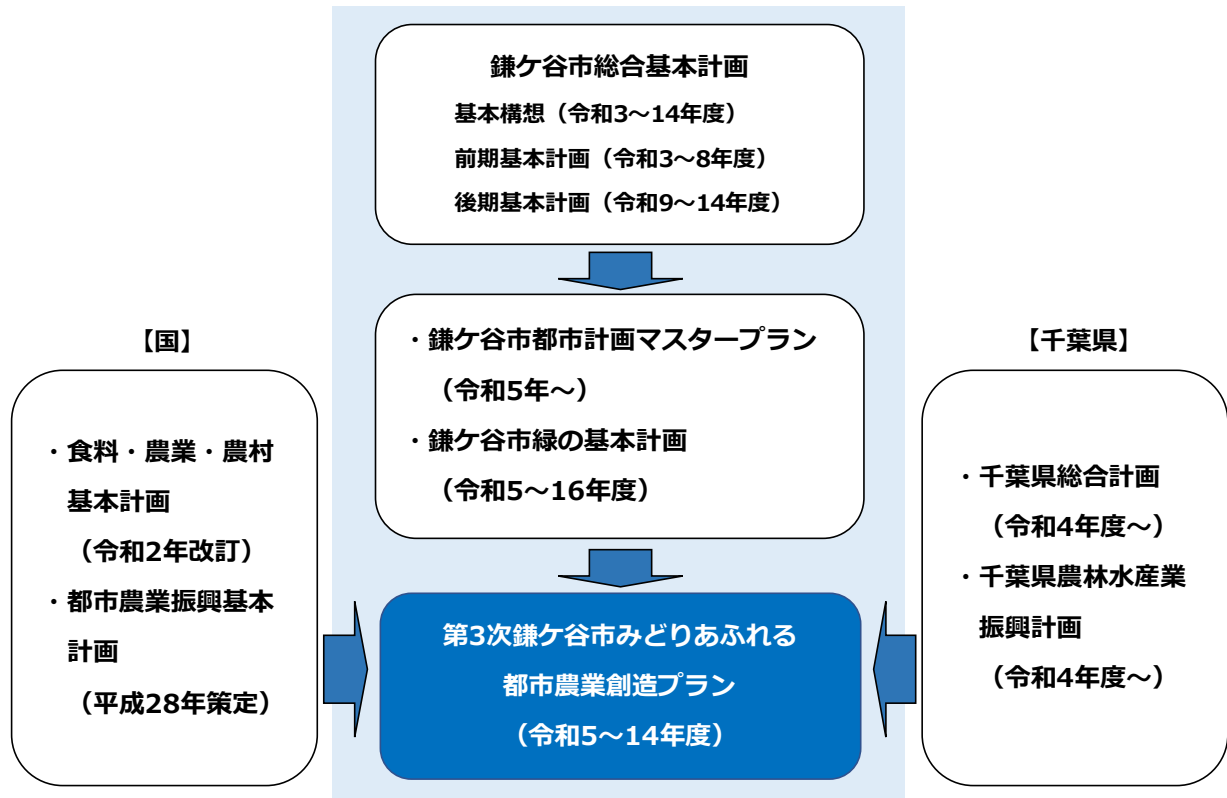 鎌ケ谷市総合基本計画
基本構想（令和3～14年度）
前期基本計画（令和3～8年度）
後期基本計画（令和9～14年度）
・鎌ケ谷市都市計画マスタープラン
（令和5年～）
・鎌ケ谷市緑の基本計画
（令和5～16年度）
【国】
・食料・農業・農村
基本計画
（令和2年改訂）
・都市農業振興基本
計画
（平成28年策定）
【千葉県】
・千葉県総合計画
（令和4年度～）
・千葉県農林水産業
振興計画
（令和4年度～）
第3次鎌ケ谷市みどりあふれる
都市農業創造プラン
（令和5～14年度）